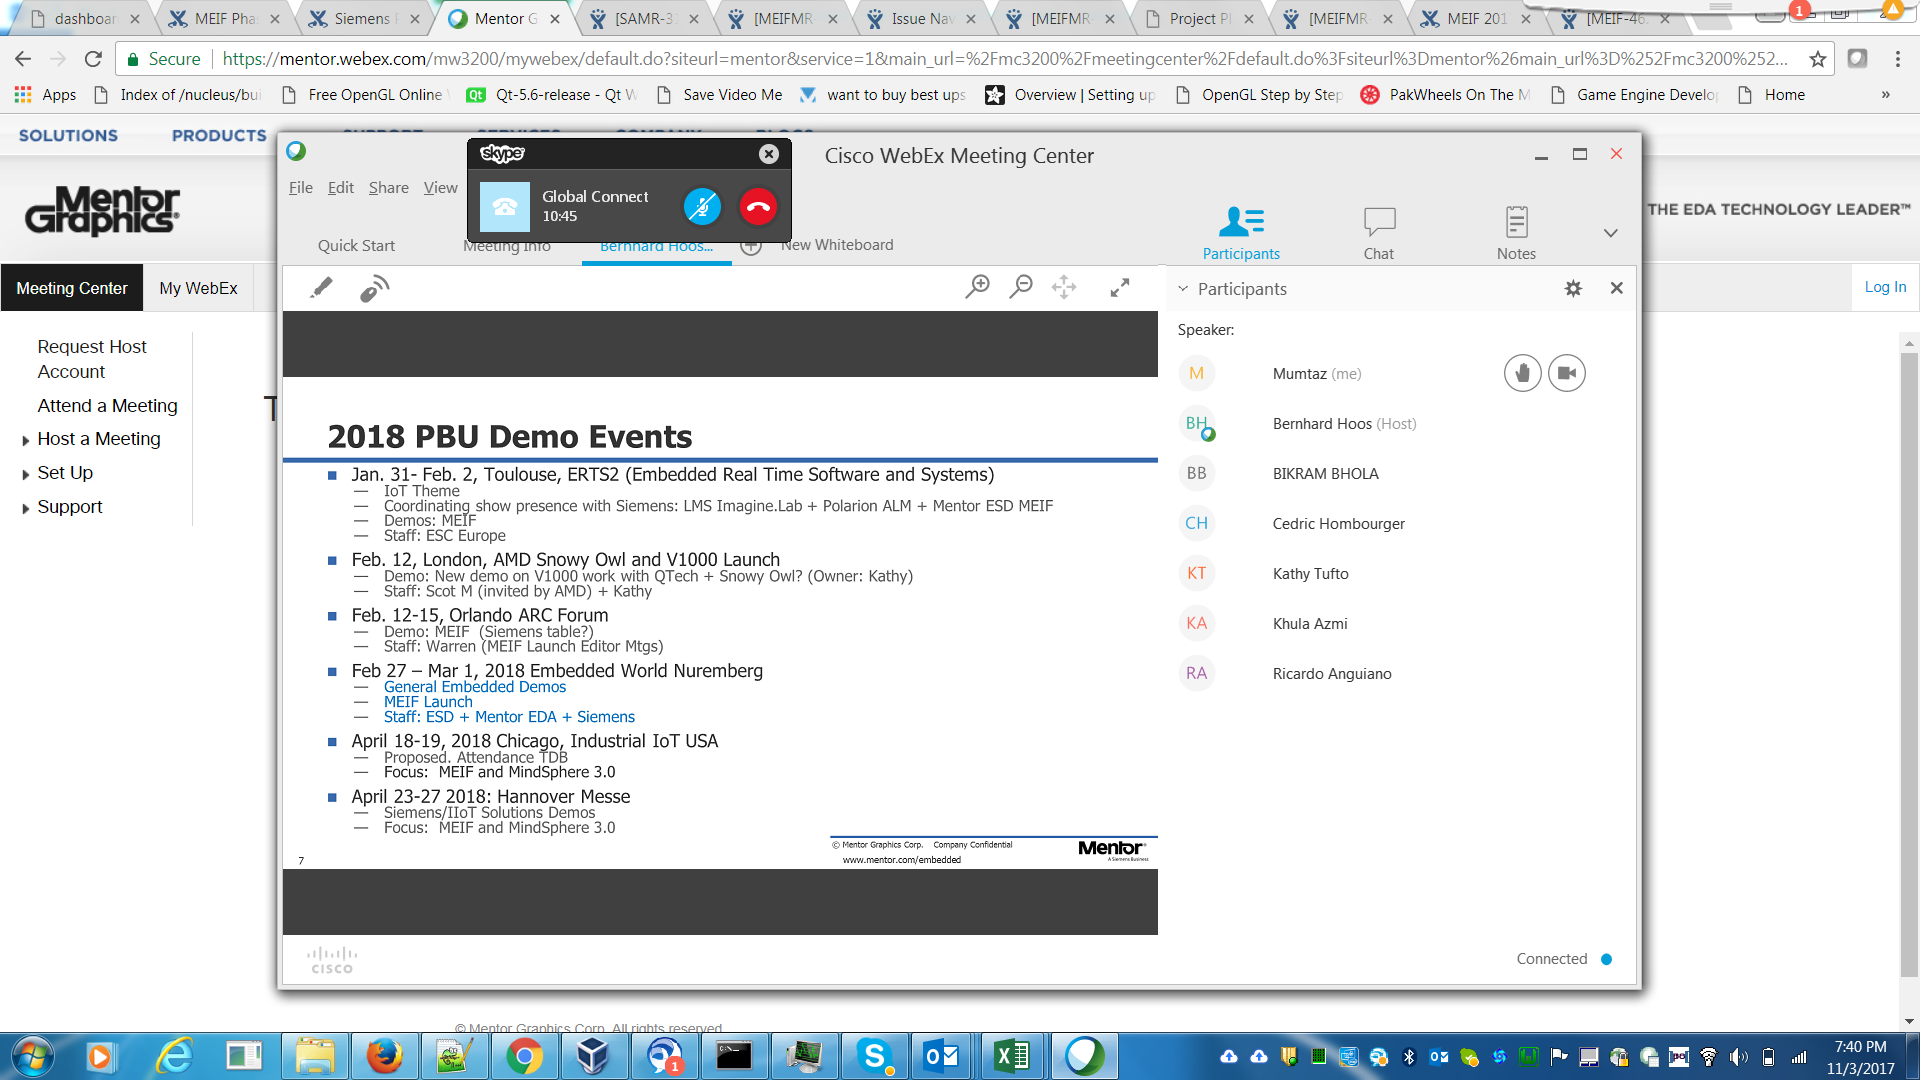 dashboar
MEIF Pha
Siemens
Mentor G
[SAMR-3
[MEIFMR
Issue Nav
[MEIFMR
Project P
[MEIFMR
MEIF 201
[MEIF-46
1
Secure
https://mentor.webex.com/mw3200/mywebex/default.do?siteurl=mentor&service=1&main_url=%2Fmc3200%2Fmeetingcenter%2Fdefault.do%3Fsiteurl%3Dmentor%26main_url%3D%252Fmc3200%252...
Apps
Index of /nucleus/bui
Free OpenGL Online
Qt-5.6-release - Qt W
Save Video Me
want to buy best ups
Overview | Setting up
OpenGL Step by Step
PakWheels On The M
Game Engine Develo
Home
»
SOLUTIONS
PRODUCTS
SUPPORT
SERVICES
COMPANY
BLOGS
Mentor Graphics
THE EDA TECHNOLOGY LEADER™
Meeting Center
My WebEx
Log In
Request Host
Account
Attend a Meeting
Host a Meeting
Set Up
Support
T
Cisco WebEx Meeting Center
File Edit Share View
skype
Global Connect
10:45
Quick Start
Meeting Info
Bernhard Hoos...
New Whiteboard
Participants
Chat
Notes
Participants
Speaker:
M Mumtaz (me)
BH Bernhard Hoos (Host)
BB BIKRAM BHOLA
CH Cedric Hombourger
KT Kathy Tufto
KA Khula Azmi
RA Ricardo Anguiano
2018 PBU Demo Events
Jan. 31- Feb. 2, Toulouse, ERTS2 (Embedded Real Time Software and Systems)
— IoT Theme
— Coordinating show presence with Siemens: LMS Imagine.Lab + Polarion ALM + Mentor ESD MEIF
— Demos: MEIF
— Staff: ESC Europe
Feb. 12, London, AMD Snowy Owl and V1000 Launch
— Demo: New demo on V1000 work with QTech + Snowy Owl? (Owner: Kathy)
— Staff: Scot M (invited by AMD) + Kathy
Feb. 12-15, Orlando ARC Forum
— Demo: MEIF (Siemens table?)
— Staff: Warren (MEIF Launch Editor Mtgs)
Feb 27 – Mar 1, 2018 Embedded World Nuremberg
— General Embedded Demos
— MEIF Launch
— Staff: ESD + Mentor EDA + Siemens
April 18-19, 2018 Chicago, Industrial IoT USA
— Proposed. Attendance TDB
— Focus: MEIF and MindSphere 3.0
April 23-27 2018: Hannover Messe
— Siemens/IIoT Solutions Demos
— Focus: MEIF and MindSphere 3.0
7
© Mentor Graphics Corp. Company Confidential
www.mentor.com/embedded
Mentor®
A Siemens Business
CISCO
Connected
© Mentor Graphics Corp. All rights reserved
1
7:40 PM
11/3/2017